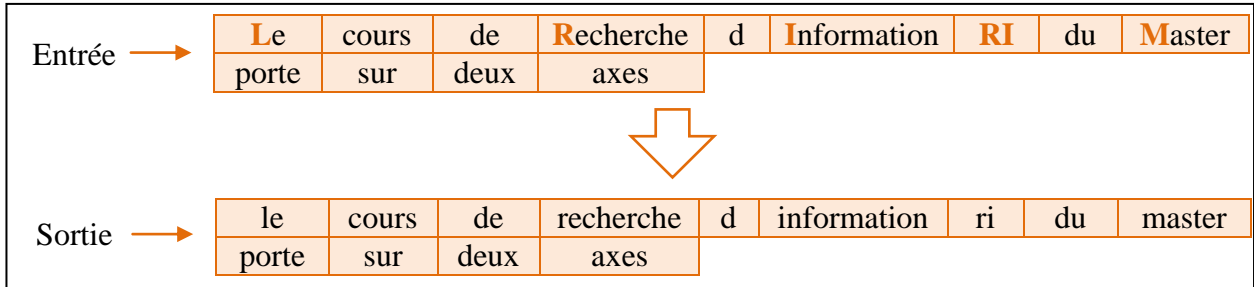 Entrée Le cours de Recherche d Information RI du Master
porte sur deux axes
Sortie le cours de recherche d information ri du master
porte sur deux axes